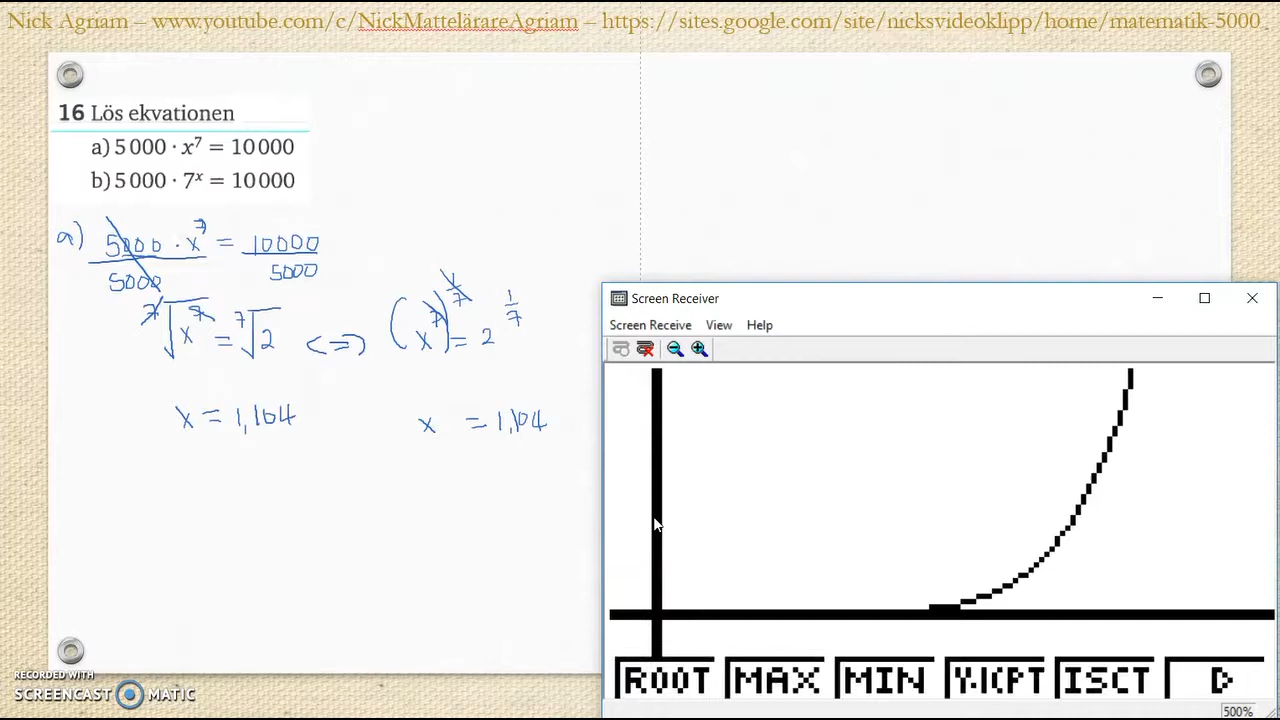 Nick Agriam – www.youtube.com/c/NickMattelärareAgriam – https://sites.google.com/site/nicksvideoklipp/home/matematik-5000
16 Lös ekvationen
a) 5 000 · x⁷ = 10 000
b) 5 000 · 7ˣ = 10 000
a) 5000 · x⁷ = 10000
5000 5000
⁷√x⁷ = ⁷√2 <=> (x⁷)^1/7 = 2^1/7
x = 1,104 x = 1,104
Screen Receiver
Screen Receive View Help
ROOT MAX MIN Y-ICPT ISCT
500%
RECORDED WITH
SCREENCAST MATIC